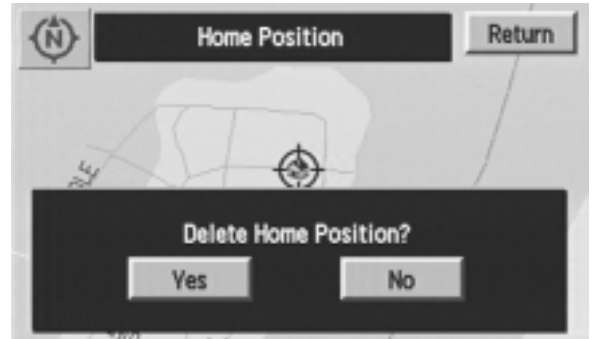 N
Home Position
Return
Delete Home Position?
Yes
No